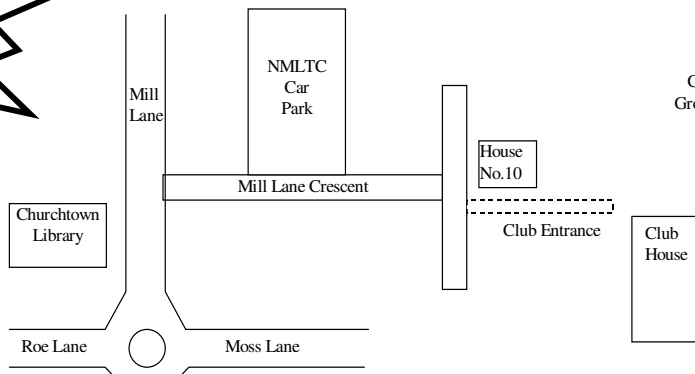 NMLTC
Car
Park
Mill
Lane
House
No.10
Mill Lane Crescent
Churchtown
Library
Club Entrance
Club
House
Roe Lane
Moss Lane